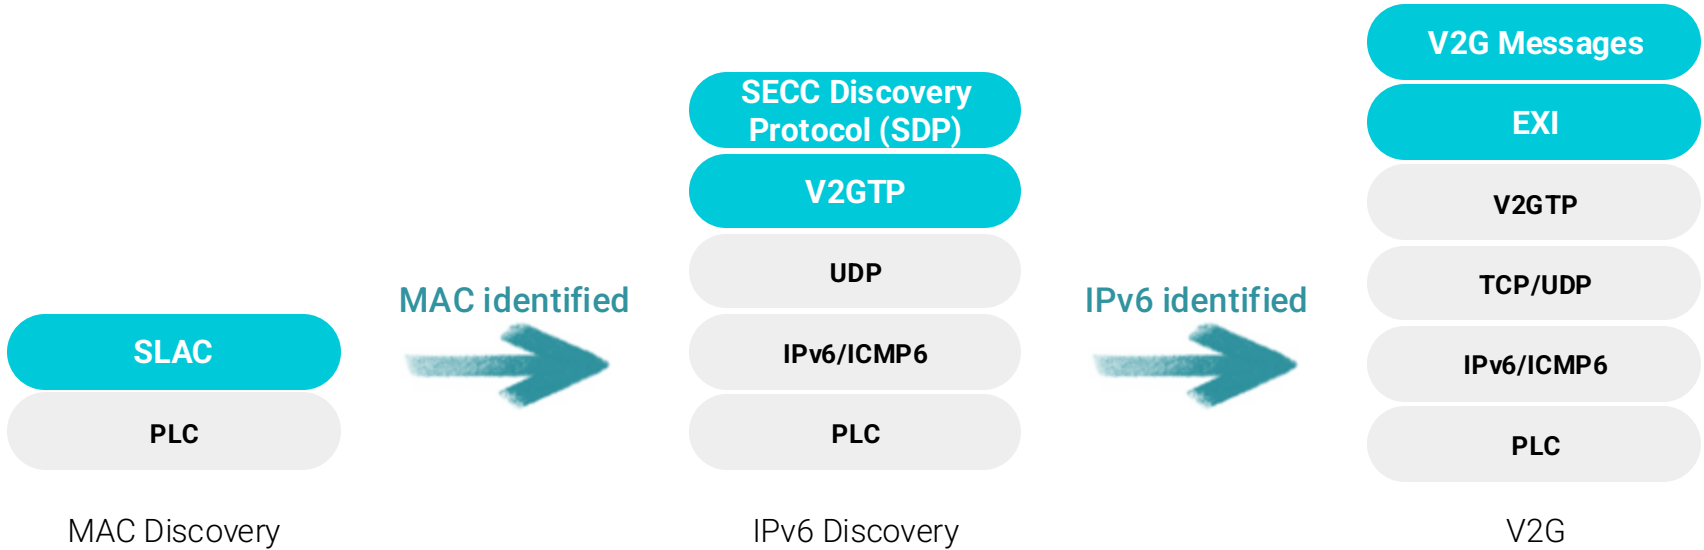 SLAC
PLC
MAC Discovery
MAC identified
SECC Discovery
Protocol (SDP)
V2GTP
UDP
IPv6/ICMP6
PLC
IPv6 Discovery
IPv6 identified
V2G Messages
EXI
V2GTP
TCP/UDP
IPv6/ICMP6
PLC
V2G